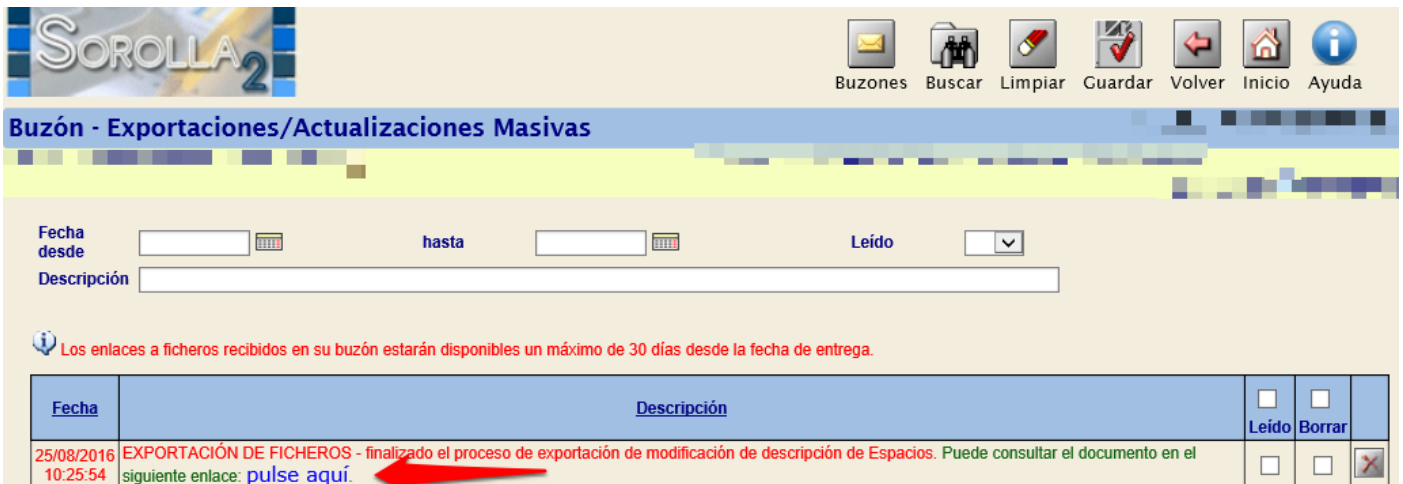 SOROLLA2
Buzones Buscar Limpiar Guardar Volver Inicio Ayuda
Buzón - Exportaciones/Actualizaciones Masivas
Fecha
desde
hasta
Leído
Descripción
Los enlaces a ficheros recibidos en su buzón estarán disponibles un máximo de 30 días desde la fecha de entrega.
Fecha Descripción Leído Borrar
25/08/2016 EXPORTACIÓN DE FICHEROS - finalizado el proceso de exportación de modificación de descripción de Espacios. Puede consultar el documento en el
10:25:54 siguiente enlace: pulse aquí.